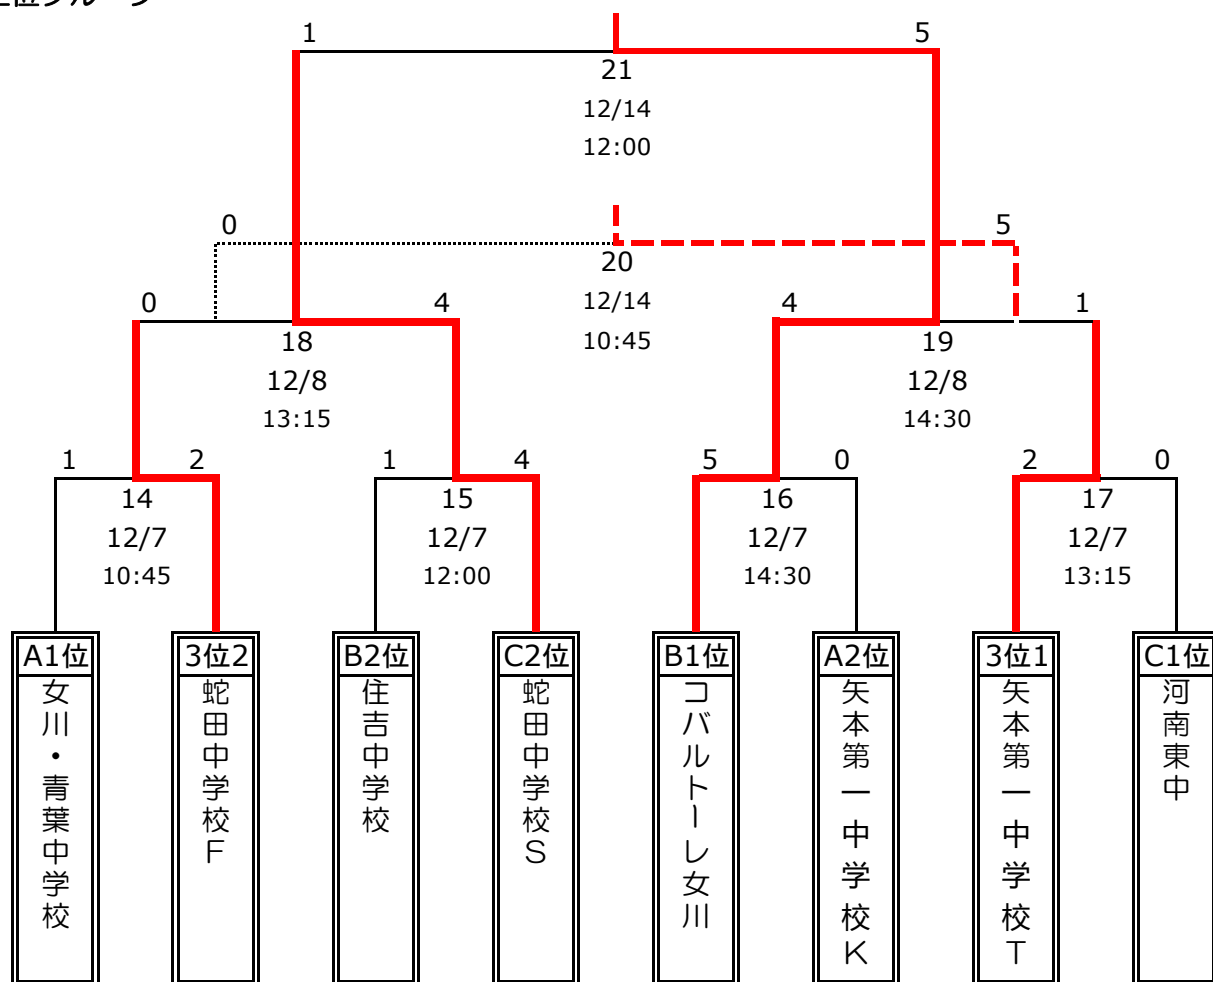 1 5
21
12/14
12:00
0 5
20
12/14
10:45
0 4 4 1
18 19
12/8 12/8
13:15 14:30
1 2 1 4 5 0 2 0
14 15 16 17
12/7 12/7 12/7 12/7
10:45 12:00 14:30 13:15
A1位 3位2 B2位 C2位 B1位 A2位 3位1 C1位
女川・青葉中学校
蛇田中学校F
住吉中学校
蛇田中学校S
コバルトーレ女川
矢本第一中学校K
矢本第一中学校T
河南東中